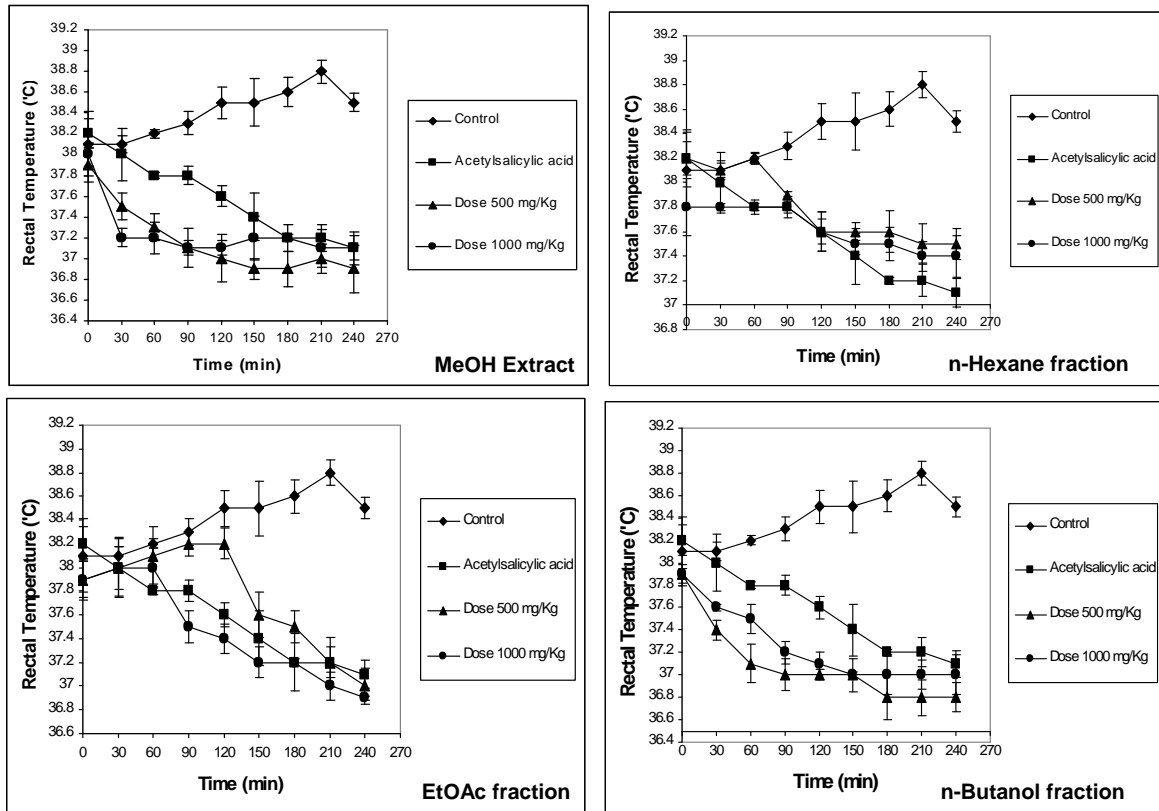 39.2
39
38.8
38.6
38.4
38.2
38
37.8
37.6
37.4
37.2
37
36.8
36.6
36.4
Rectal Temperature ('C)
0 30 60 90 120 150 180 210 240 270
Time (min)
Control
Acetylsalicylic acid
Dose 500 mg/Kg
Dose 1000 mg/Kg
MeOH Extract
39.2
39
38.8
38.6
38.4
38.2
38
37.8
37.6
37.4
37.2
37
36.8
Rectal Temperature ('C)
0 30 60 90 120 150 180 210 240 270
Time (min)
Control
Acetylsalicylic acid
Dose 500 mg/Kg
Dose 1000 mg/Kg
n-Hexane fraction
39.2
39
38.8
38.6
38.4
38.2
38
37.8
37.6
37.4
37.2
37
36.8
36.6
Rectal Temperature ('C)
0 30 60 90 120 150 180 210 240 270
Time (min)
Control
Acetylsalicylic acid
Dose 500 mg/Kg
Dose 1000 mg/Kg
EtOAc fraction
39.2
39
38.8
38.6
38.4
38.2
38
37.8
37.6
37.4
37.2
37
36.8
36.6
36.4
Rectal Temperature ('C)
0 30 60 90 120 150 180 210 240 270
Time (min)
Control
Acetylsalicylic acid
Dose 500 mg/Kg
Dose 1000 mg/Kg
n-Butanol fraction